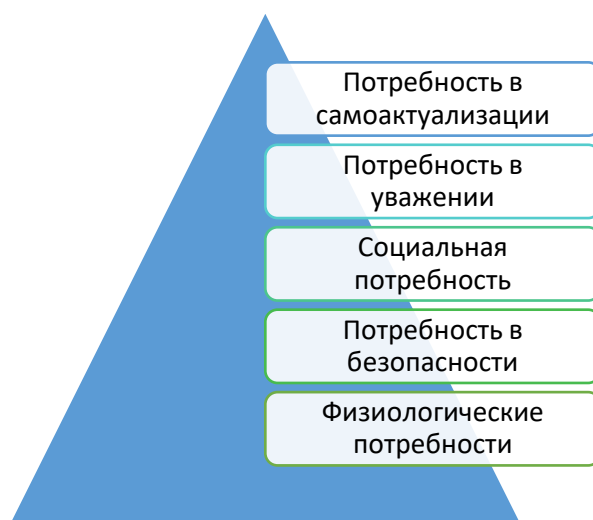 Потребность в
самоактуализации
Потребность в
уважении
Социальная
потребность
Потребность в
безопасности
Физиологические
потребности